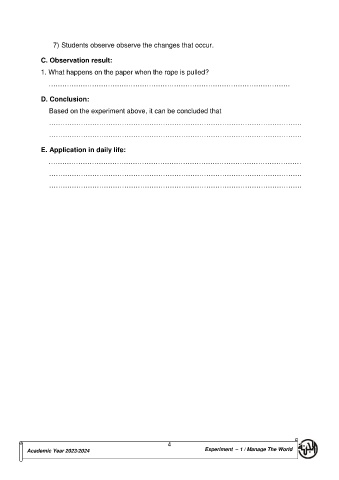 7) Students observe observe the changes that occur.
C. Observation result:
1. What happens on the paper when the rope is pulled?
D. Conclusion:
Based on the experiment above, it can be concluded that
E. Application in daily life:
4
Academic Year 2023-2024
Experiment – 1 / Manage The World